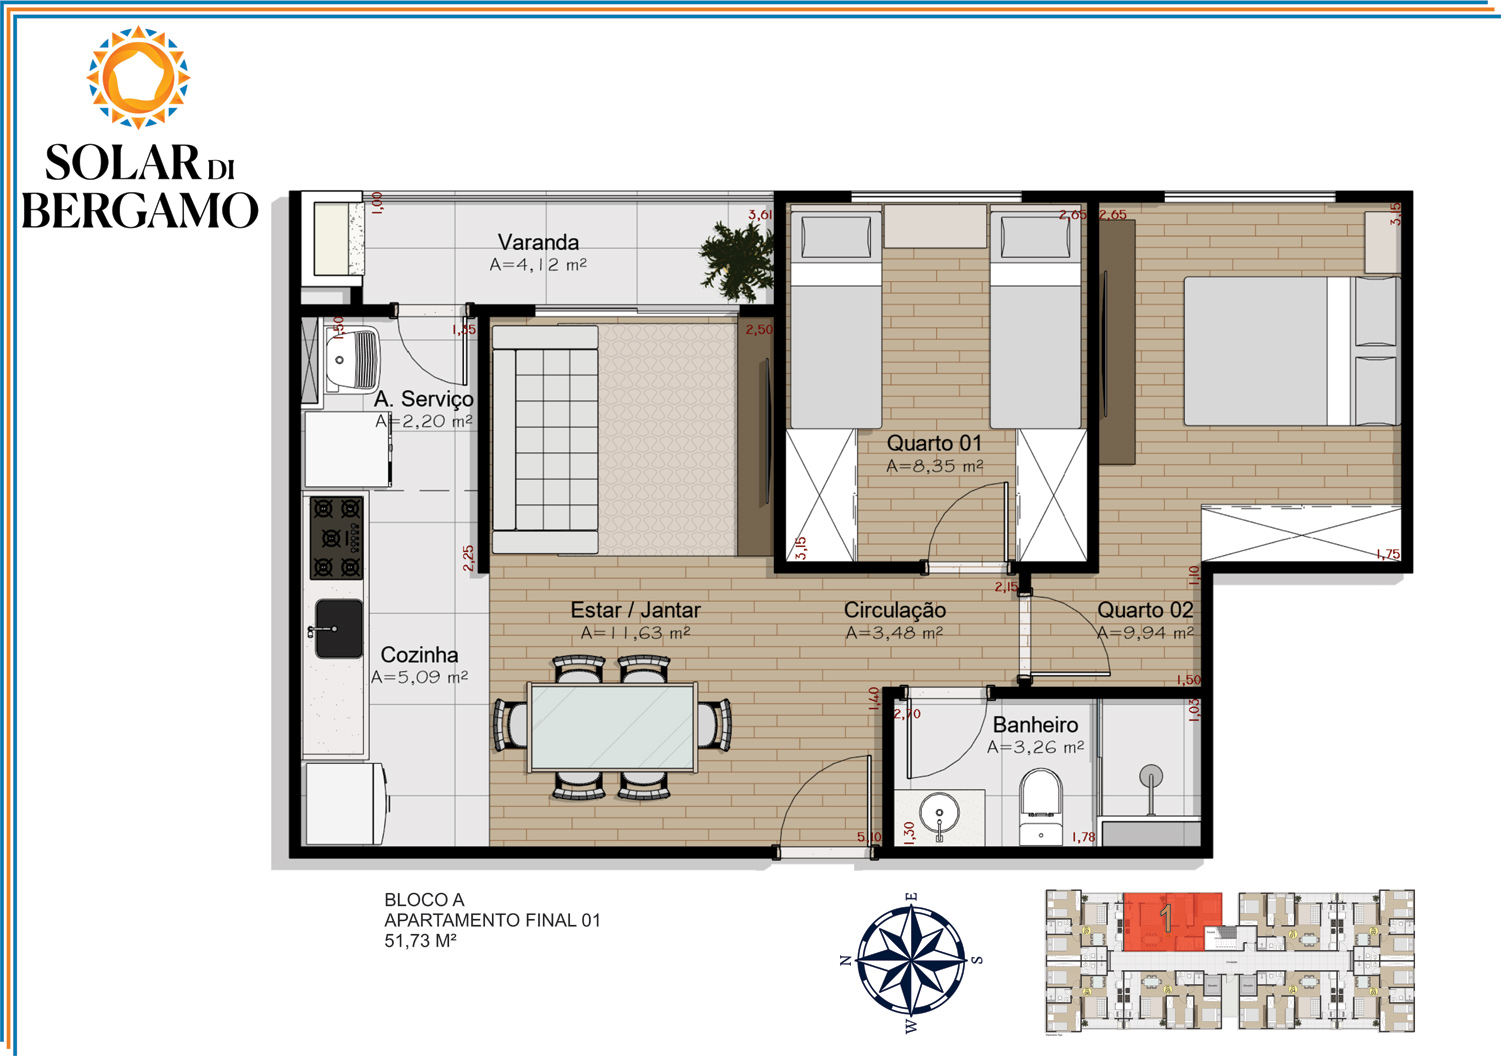 SOLAR DI
BERGAMO
1,00
3,61
Varanda
A=4,12 m²
2,65
2,65
3,15
1,50
1,35
2,50
A. Serviço
A=2,20 m²
Quarto 01
A=8,35 m²
3,15
1,75
2,25
2,15
1,10
Estar / Jantar
A=11,63 m²
Circulação
A=3,48 m²
Quarto 02
A=9,94 m²
Cozinha
A=5,09 m²
1,50
1,40
2,70
1,03
Banheiro
A=3,26 m²
5,10
1,30
1,78
BLOCO A
APARTAMENTO FINAL 01
51,73 M²
E
N
S
W
1